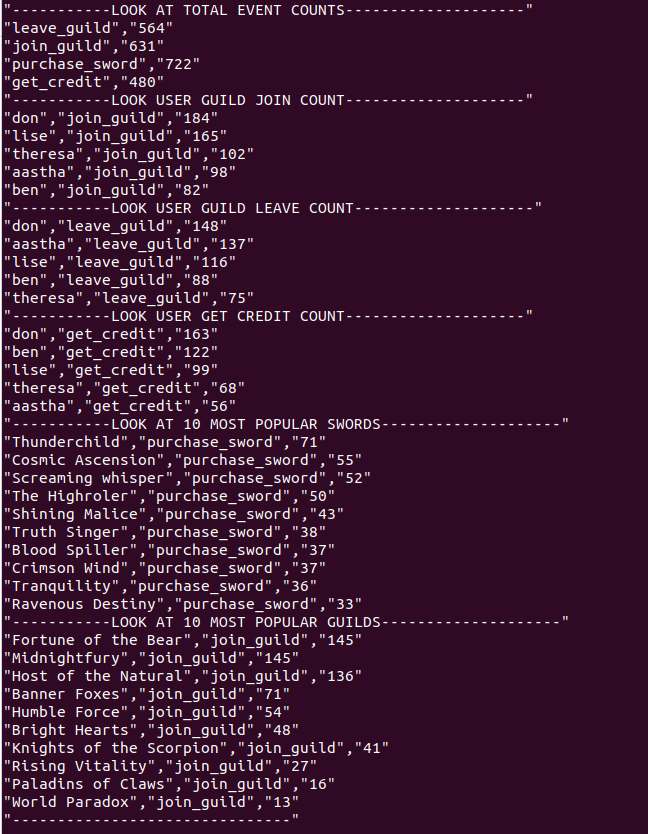 "-----------LOOK AT TOTAL EVENT COUNTS--------------------"
"leave_guild","564"
"join_guild","631"
"purchase_sword","722"
"get_credit","480"
"-----------LOOK USER GUILD JOIN COUNT--------------------"
"don","join_guild","184"
"lise","join_guild","165"
"theresa","join_guild","102"
"aastha","join_guild","98"
"ben","join_guild","82"
"-----------LOOK USER GUILD LEAVE COUNT--------------------"
"don","leave_guild","148"
"aastha","leave_guild","137"
"lise","leave_guild","116"
"ben","leave_guild","88"
"theresa","leave_guild","75"
"-----------LOOK USER GET CREDIT COUNT--------------------"
"don","get_credit","163"
"ben","get_credit","122"
"lise","get_credit","99"
"theresa","get_credit","68"
"aastha","get_credit","56"
"-----------LOOK AT 10 MOST POPULAR SWORDS--------------------"
"Thunderchild","purchase_sword","71"
"Cosmic Ascension","purchase_sword","55"
"Screaming whisper","purchase_sword","52"
"The Highroler","purchase_sword","50"
"Shining Malice","purchase_sword","43"
"Truth Singer","purchase_sword","38"
"Blood Spiller","purchase_sword","37"
"Crimson Wind","purchase_sword","37"
"Tranquility","purchase_sword","36"
"Ravenous Destiny","purchase_sword","33"
"-----------LOOK AT 10 MOST POPULAR GUILDS--------------------"
"Fortune of the Bear","join_guild","145"
"Midnightfury","join_guild","145"
"Host of the Natural","join_guild","136"
"Banner Foxes","join_guild","71"
"Humble Force","join_guild","54"
"Bright Hearts","join_guild","48"
"Knights of the Scorpion","join_guild","41"
"Rising Vitality","join_guild","27"
"Paladins of Claws","join_guild","16"
"World Paradox","join_guild","13"
"-------------------------------"